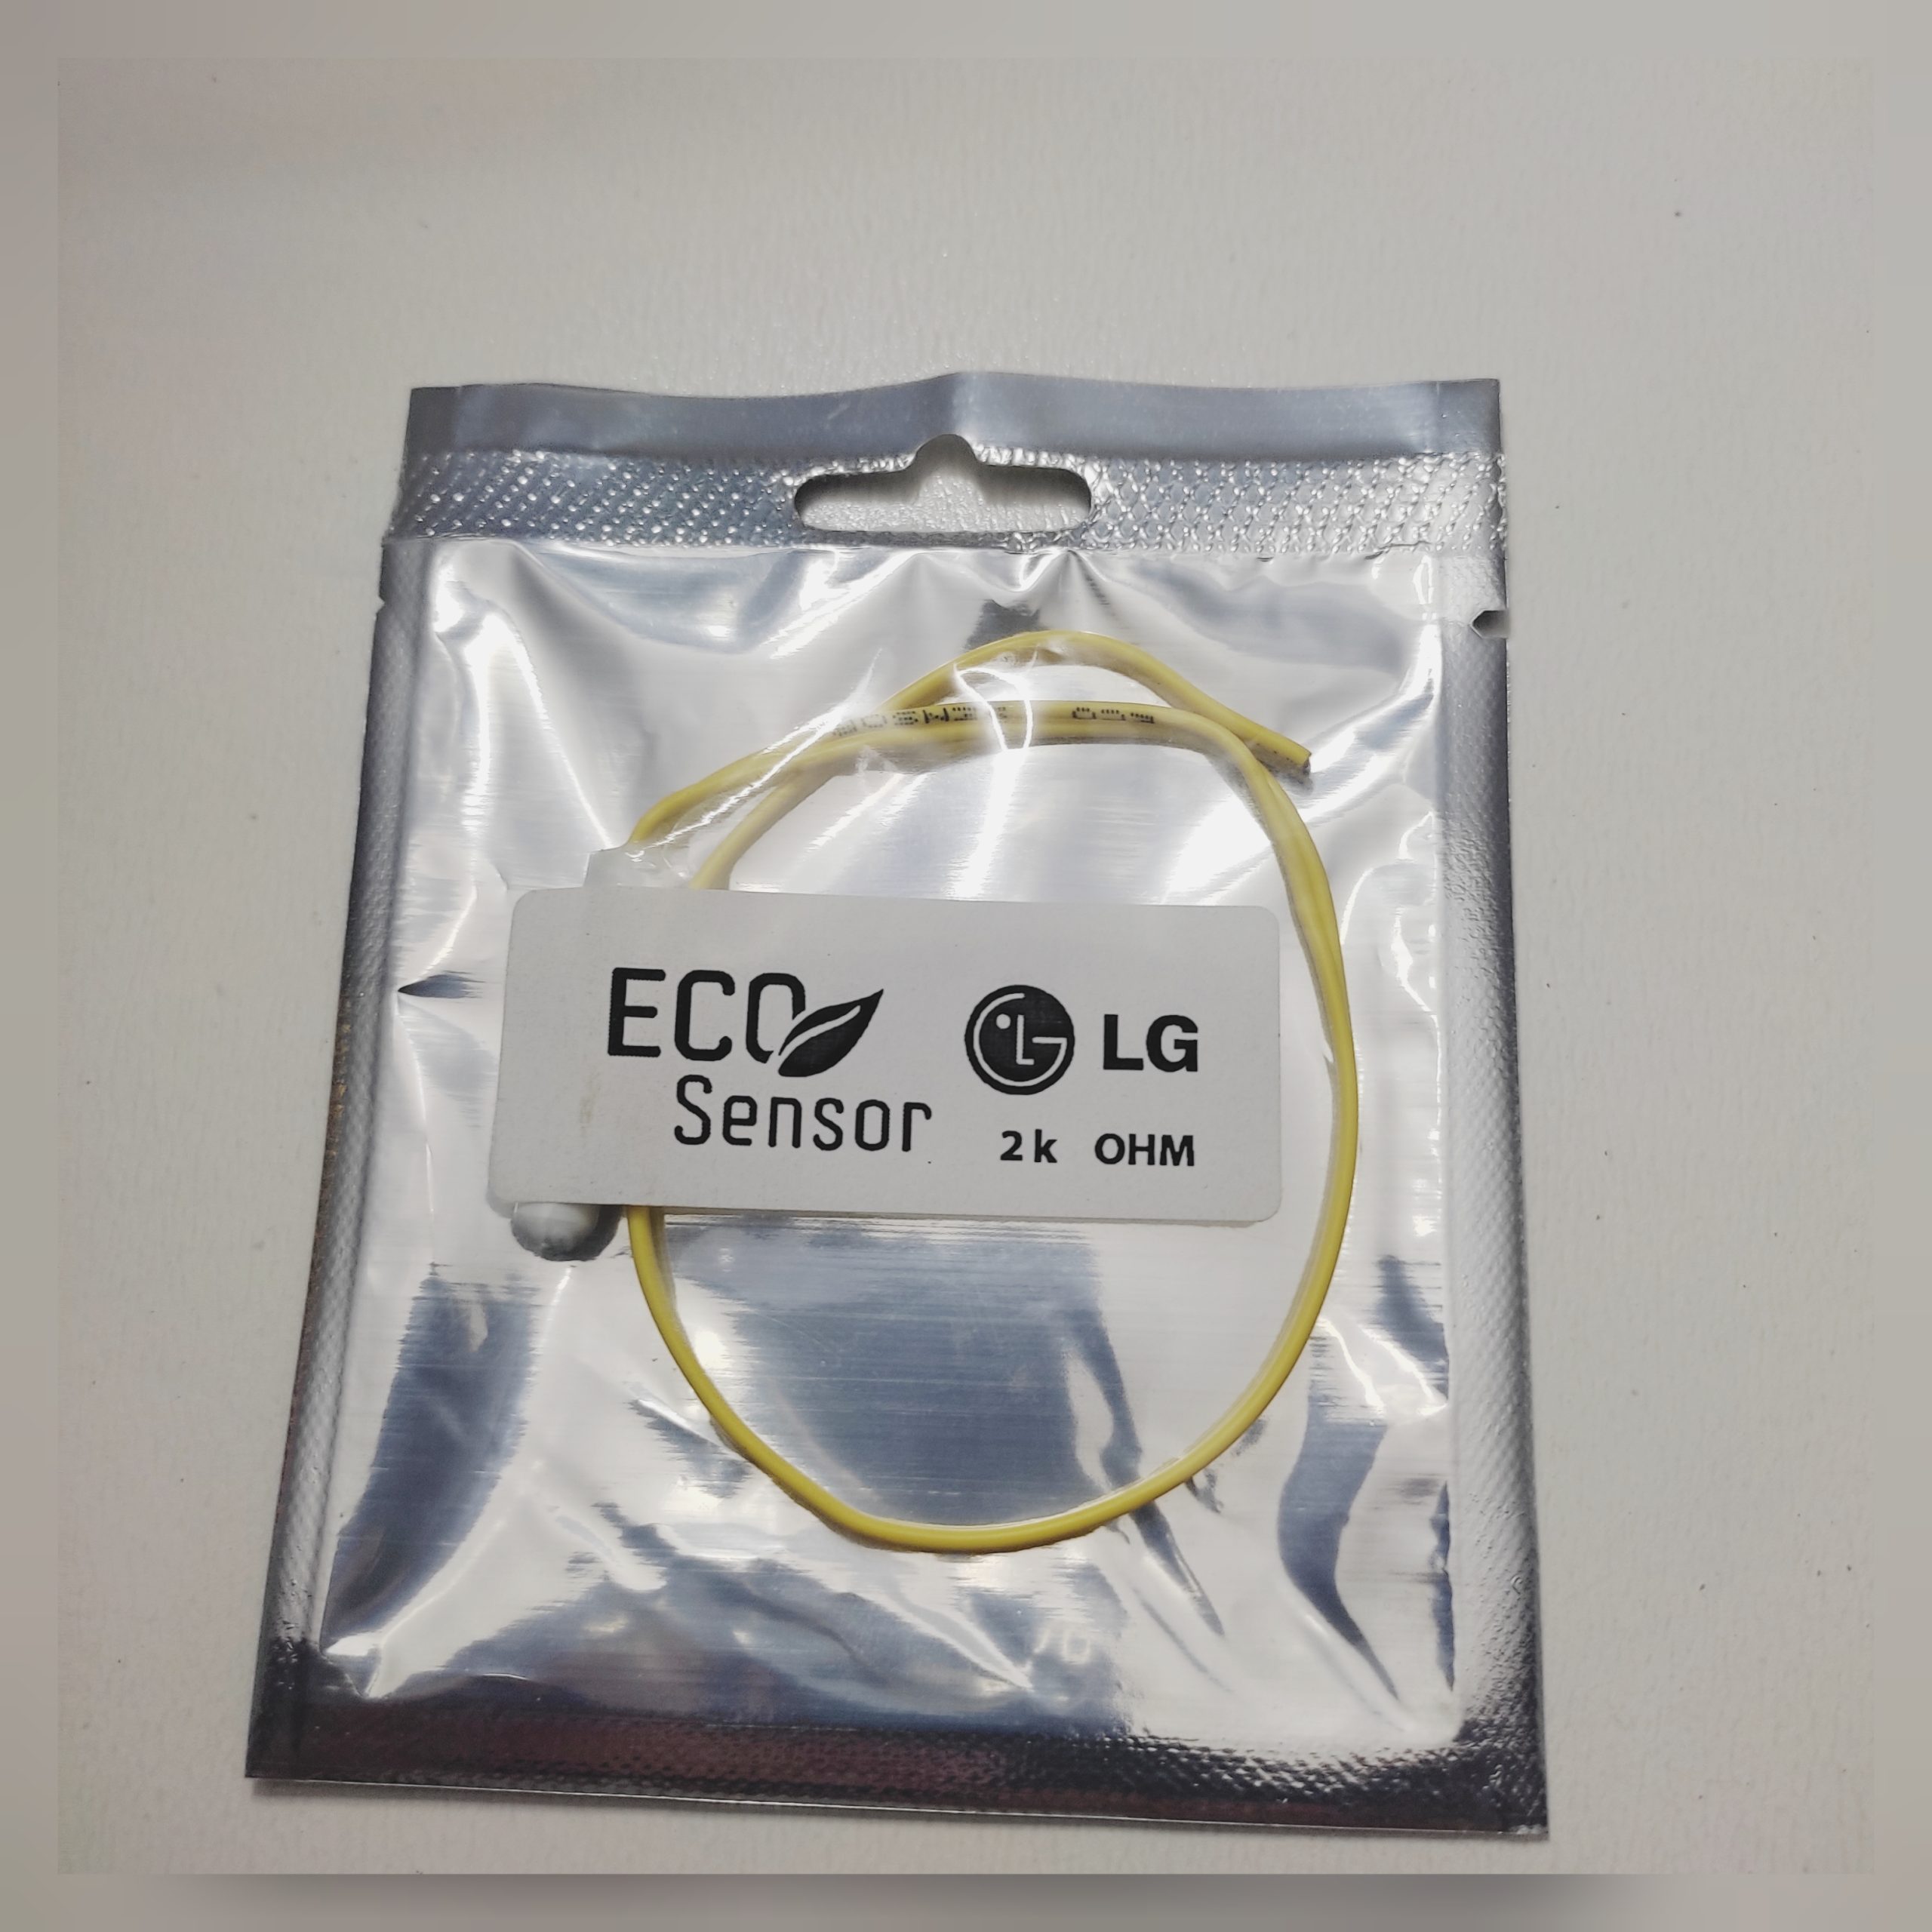 ECO
Sensor
LG
2k OHM